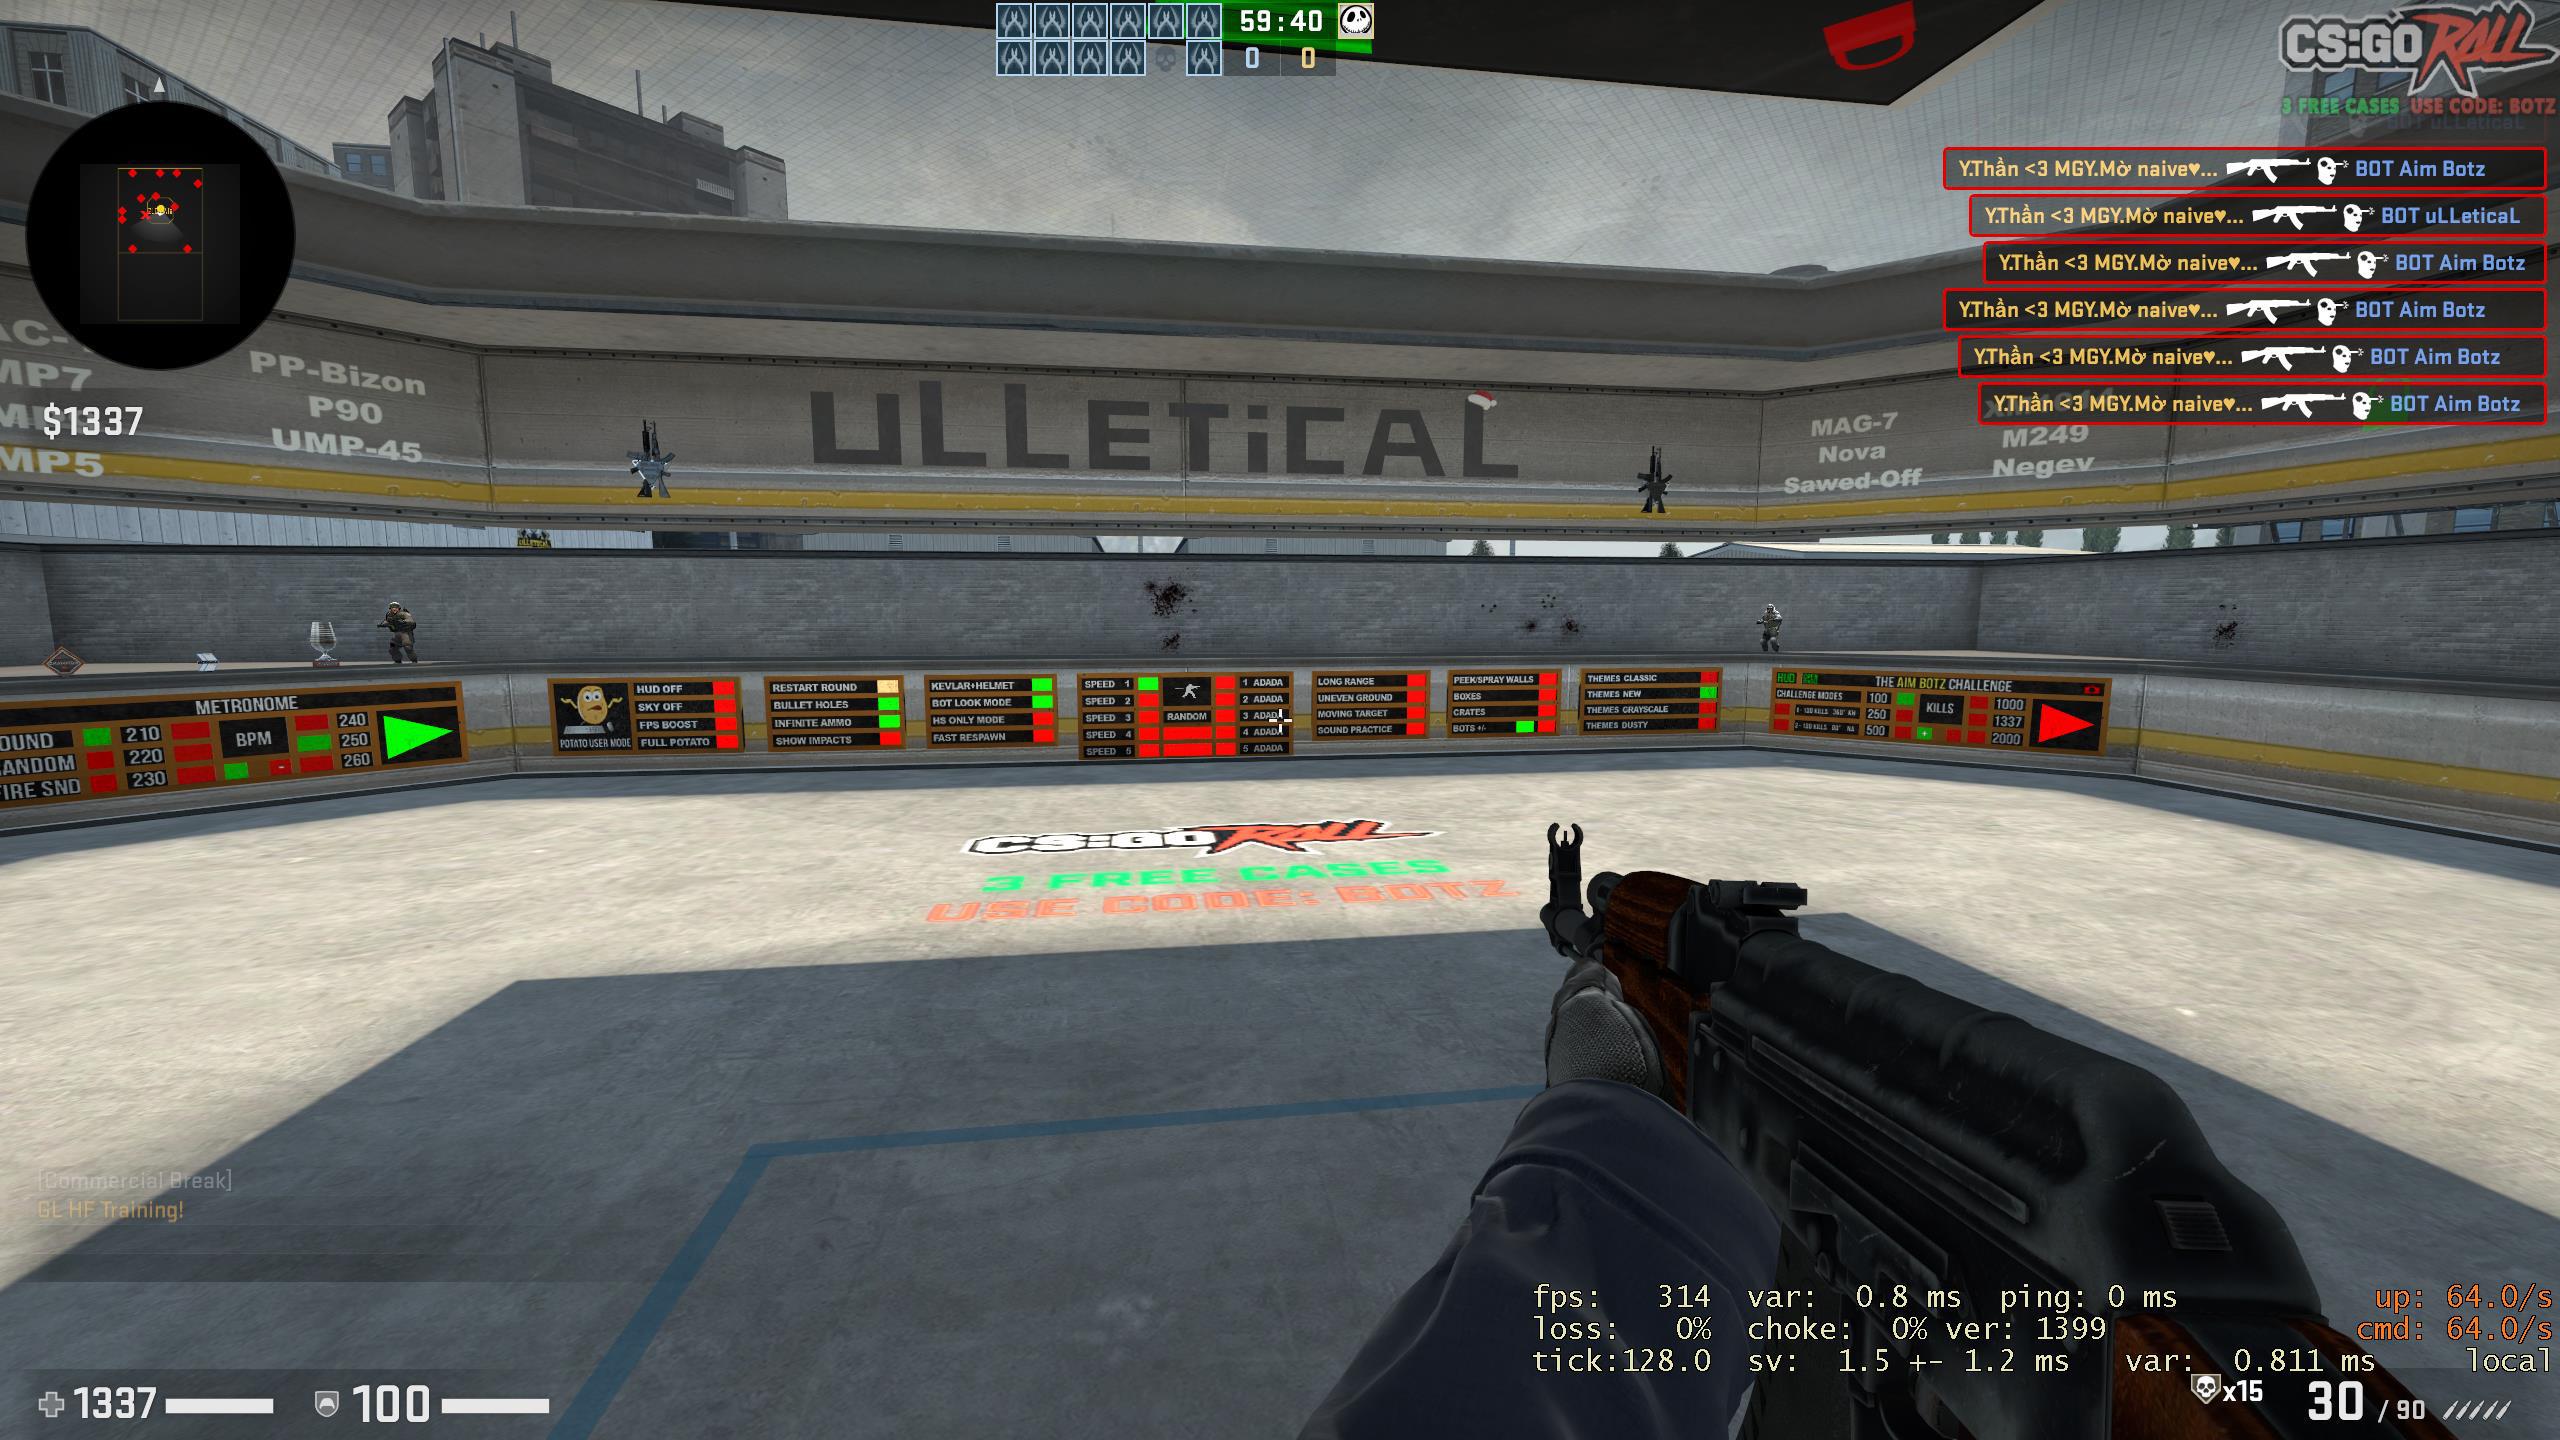 59:40
0 0
CS:GO ROLL
3 FREE CASES USE CODE: BOTZ
BOT uLLeticaL
Y.Thần <3 MGY.Mờ naive♥... BOT Aim Botz
Y.Thần <3 MGY.Mờ naive♥... BOT uLLeticaL
Y.Thần <3 MGY.Mờ naive♥... BOT Aim Botz
Y.Thần <3 MGY.Mờ naive♥... BOT Aim Botz
Y.Thần <3 MGY.Mờ naive♥... BOT Aim Botz
Y.Thần <3 MGY.Mờ naive♥... BOT Aim Botz
$1337
MP7
MP5
PP-Bizon
P90
UMP-45
uLLETiCAL
MAG-7
Nova
Sawed-Off
M249
Negev
METRONOME
210
220
230
BPM
240
250
260
POTATO USER MODE
HUD OFF
SKY OFF
FPS BOOST
FULL POTATO
RESTART ROUND
BULLET HOLES
INFINITE AMMO
SHOW IMPACTS
KEVLAR+HELMET
BOT LOOK MODE
HS ONLY MODE
FAST RESPAWN
SPEED 1
SPEED 2
SPEED 3
SPEED 4
SPEED 5
RANDOM
1 ADADA
2 ADADA
3 ADADA
4 ADADA
5 ADADA
LONG RANGE
UNEVEN GROUND
MOVING TARGET
SOUND PRACTICE
PEEK/SPRAY WALLS
BOXES
CRATES
BOTS +/-
THEMES CLASSIC
THEMES NEW
THEMES GRAYSCALE
THEMES DUSTY
HUD
THE AIM BOTZ CHALLENGE
CHALLENGE MODES
100
250
500
KILLS
1000
1337
2000
CS:GO ROLL
3 FREE CASES
USE CODE: BOTZ
[Commercial Break]
GL HF Training!
fps: 314 var: 0.8 ms ping: 0 ms up: 64.0/s
loss: 0% choke: 0% ver: 1399 cmd: 64.0/s
tick:128.0 sv: 1.5 +- 1.2 ms var: 0.811 ms local
1337 100
x15 30 / 90